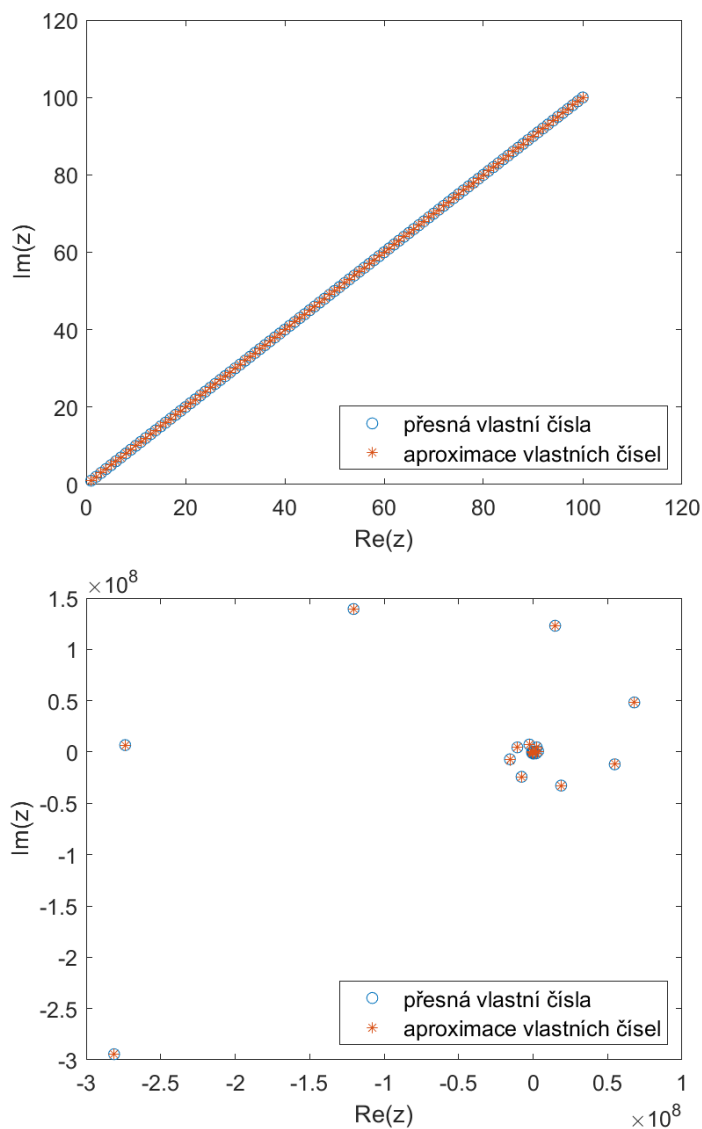 120
100
80
60
40
20
0
Im(z)
přesná vlastní čísla
aproximace vlastních čísel
0 20 40 60 80 100 120
Re(z)
×10^8
1.5
1
0.5
0
-0.5
-1
-1.5
-2
-2.5
-3
Im(z)
přesná vlastní čísla
aproximace vlastních čísel
-3 -2.5 -2 -1.5 -1 -0.5 0 0.5 1
Re(z)
×10^8